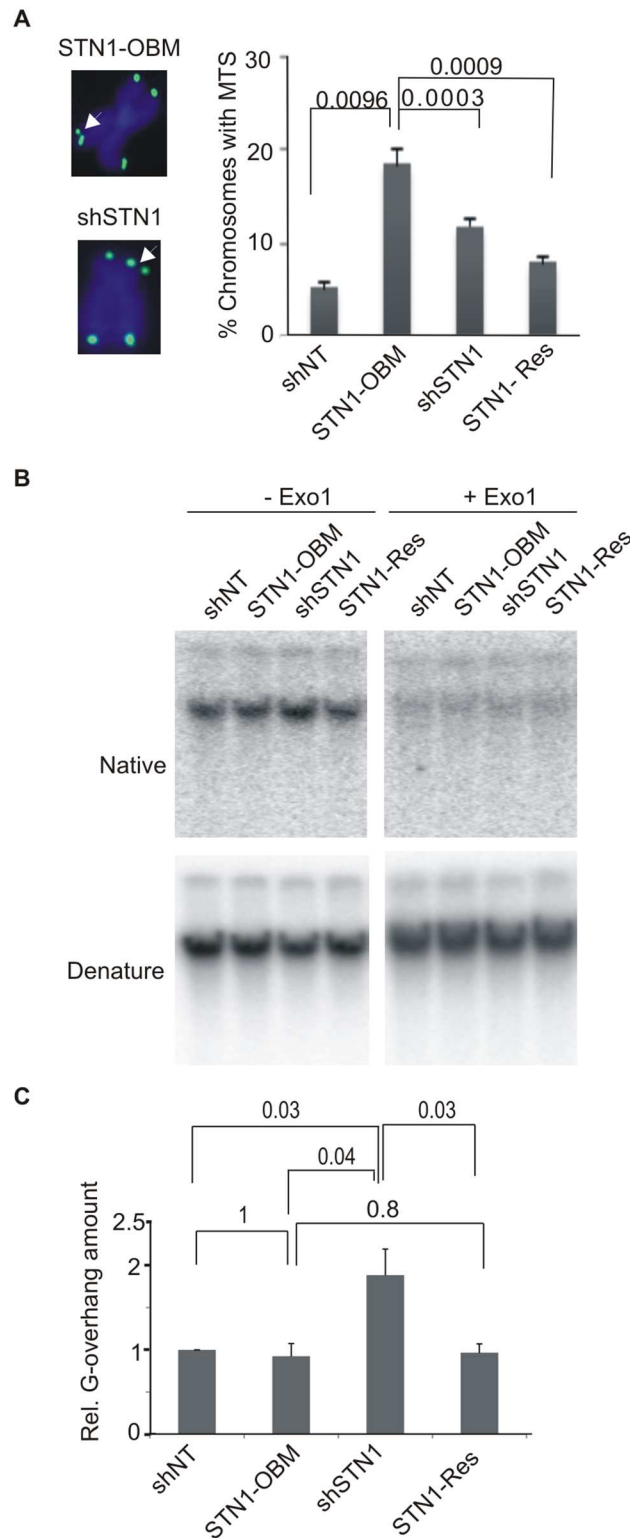 A
STN1-OBM
shSTN1
% Chromosomes with MTS
30
20
10
0
0.0096
0.0003
0.0009
shNT
STN1-OBM
shSTN1
STN1- Res
B
- Exo1
+ Exo1
shNT
STN1-OBM
shSTN1
STN1-Res
shNT
STN1-OBM
shSTN1
STN1-Res
Native
Denature
C
0.03
0.03
0.04
1
0.8
Rel. G-overhang amount
2.5
2
1
0
shNT
STN1-OBM
shSTN1
STN1-Res